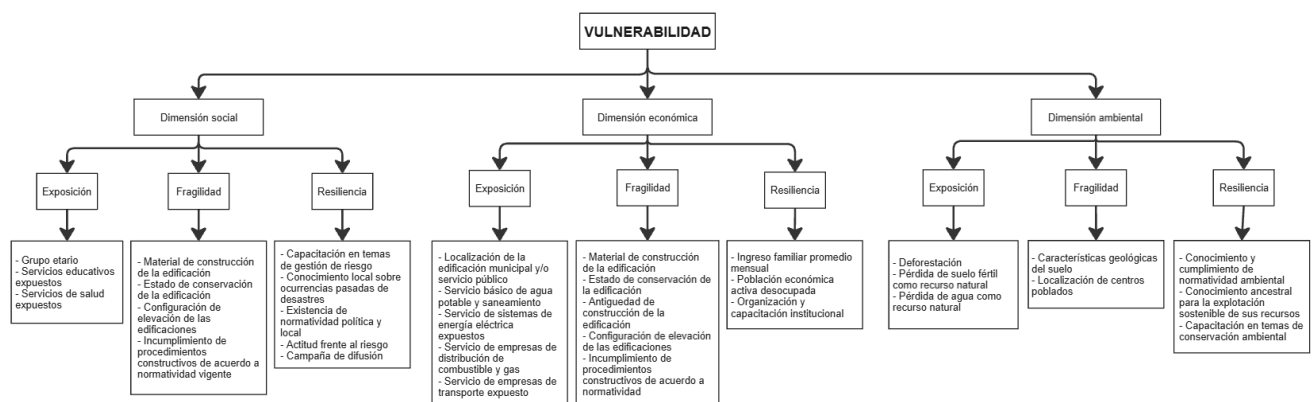 VULNERABILIDAD
Dimensión social
Dimensión económica
Dimensión ambiental
Exposición
Fragilidad
Resiliencia
Exposición
Fragilidad
Resiliencia
Exposición
Fragilidad
Resiliencia
- Grupo etario
- Servicios educativos
expuestos
- Servicios de salud
expuestos
- Material de construcción
de la edificación
- Estado de conservación
de la edificación
- Configuración de
elevación de las
edificaciones
- Incumplimiento de
procedimientos
constructivos de acuerdo a
normatividad vigente
- Capacitación en temas
de gestión de riesgo
- Conocimiento local sobre
ocurrencias pasadas de
desastres
- Existencia de
normatividad política y
local
- Actitud frente al riesgo
- Campaña de difusión
- Localización de la
edificación municipal y/o
servicio público
- Servicio básico de agua
potable y saneamiento
- Servicio de sistemas de
energía eléctrica
expuestos
- Servicio de empresas de
distribución de
combustible y gas
- Servicio de empresas de
transporte expuesto
- Material de construcción
de la edificación
- Estado de conservación
de la edificación
- Antiguedad de
construcción de la
edificación
- Configuración de elevación
de las edificaciones
- Incumplimiento de
procedimientos
constructivos de acuerdo a
normatividad
- Ingreso familiar promedio
mensual
- Población económica
activa desocupada
- Organización y
capacitación institucional
- Deforestación
- Pérdida de suelo fértil
como recurso natural
- Pérdida de agua como
recurso natural
- Características geológicas
del suelo
- Localización de centros
poblados
- Conocimiento y
cumplimiento de
normatividad ambiental
- Conocimiento ancestral
para la explotación
sostenible de sus recursos
- Capacitación en temas de
conservación ambiental